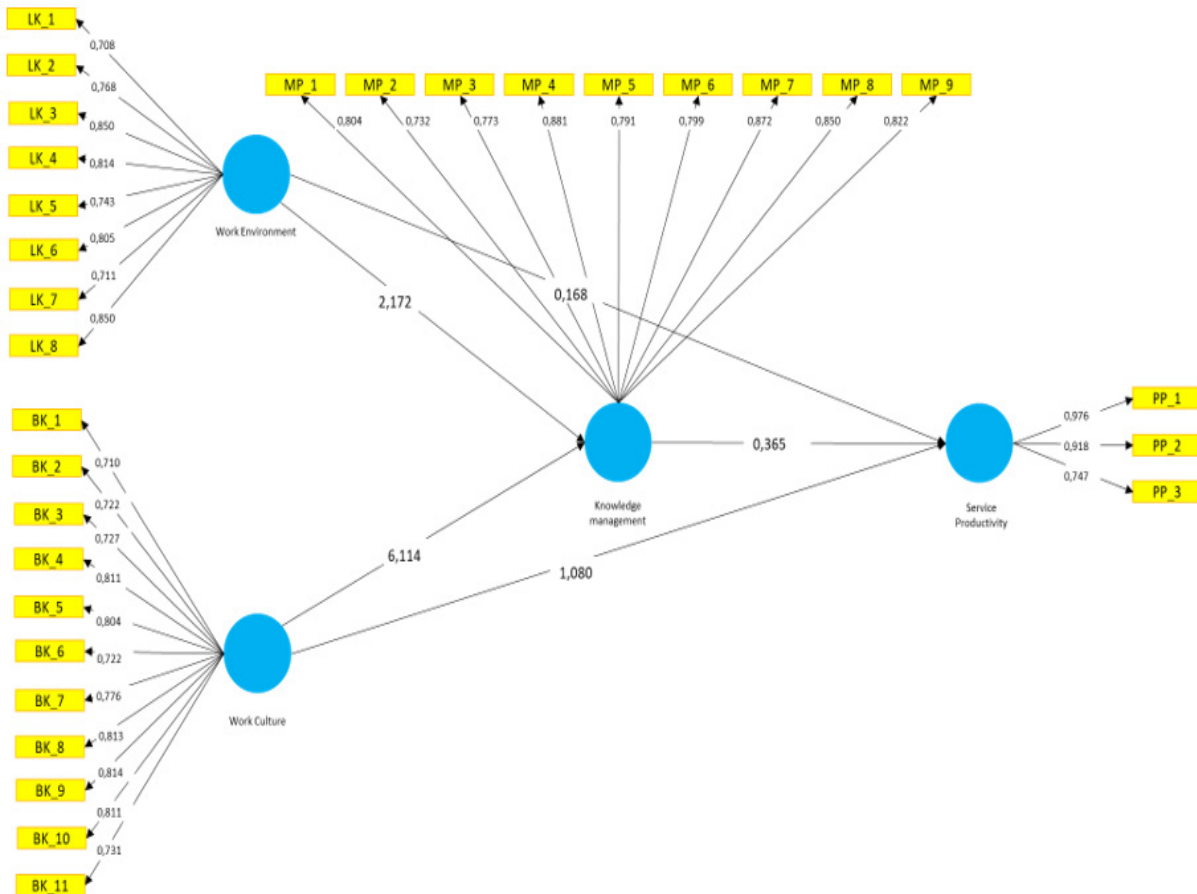 LK_1
0,708
LK_2
0,768
LK_3
0,850
LK_4
0,814
LK_5
0,743
LK_6
0,805
LK_7
0,711
LK_8
0,850
Work Environment
MP_1
MP_2
MP_3
MP_4
MP_5
MP_6
MP_7
MP_8
MP_9
0,804
0,732
0,773
0,881
0,791
0,799
0,872
0,850
0,822
2,172
0,168
BK_1
0,710
BK_2
0,722
BK_3
0,727
BK_4
0,811
BK_5
0,804
BK_6
0,722
BK_7
0,776
BK_8
0,813
BK_9
0,814
BK_10
0,811
BK_11
0,731
Work Culture
6,114
1,080
Knowledge
management
0,365
Service
Productivity
PP_1
0,976
PP_2
0,918
PP_3
0,747